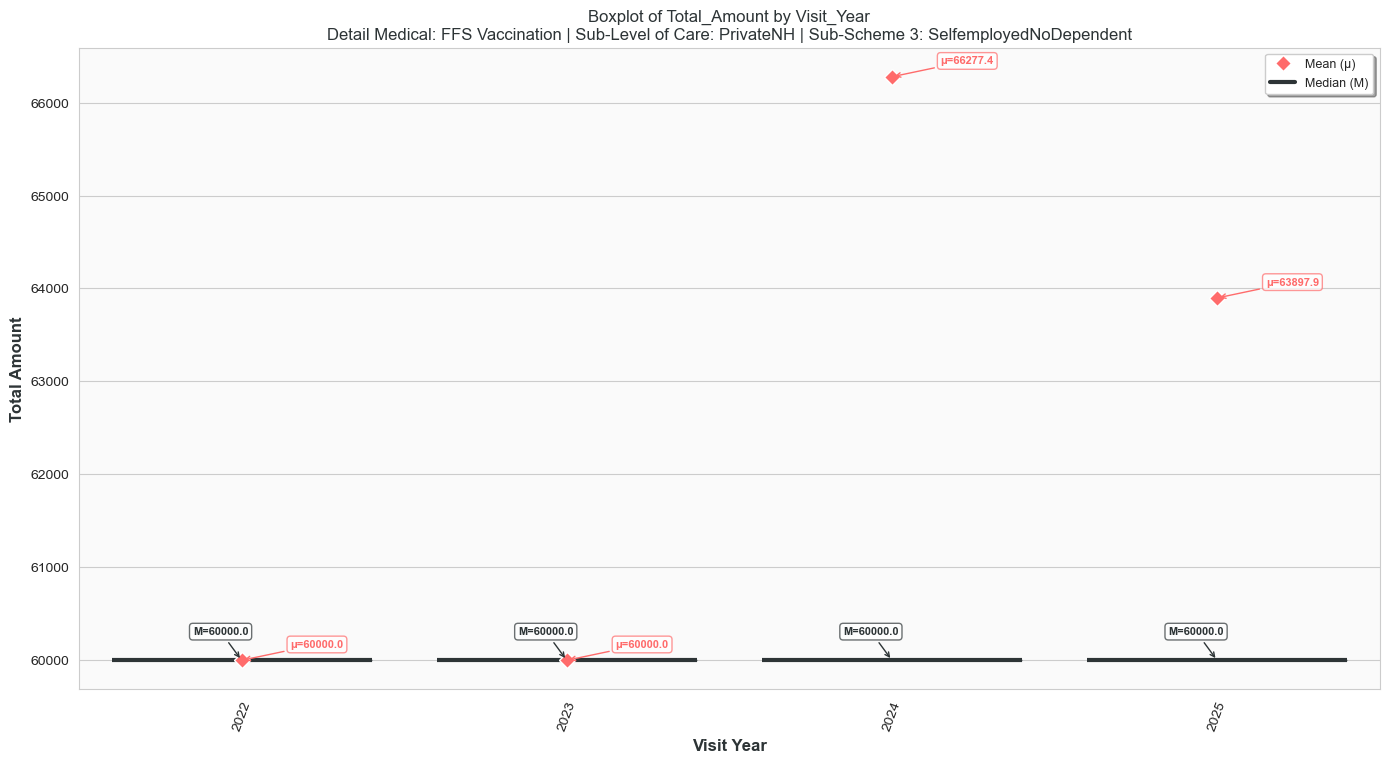 Boxplot of Total_Amount by Visit_Year
Detail Medical: FFS Vaccination | Sub-Level of Care: PrivateNH | Sub-Scheme 3: SelfemployedNoDependent
Mean (μ)
Median (M)
μ=66277.4
μ=63897.9
66000
65000
64000
63000
62000
61000
60000
Total Amount
M=60000.0
μ=60000.0
M=60000.0
μ=60000.0
M=60000.0
M=60000.0
2022
2023
2024
2025
Visit Year